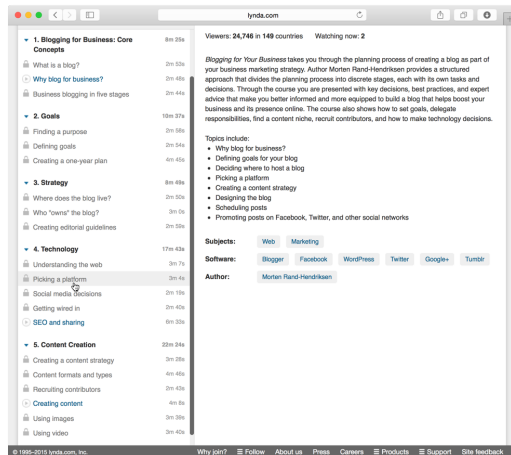 lynda.com
1. Blogging for Business: Core Concepts 8m 25s
What is a blog? 2m 53s
Why blog for business? 2m 48s
Business blogging in five stages 2m 44s
2. Goals 10m 37s
Finding a purpose 2m 58s
Defining goals 2m 54s
Creating a one-year plan 4m 45s
3. Strategy 8m 49s
Where does the blog live? 2m 50s
Who "owns" the blog? 3m 0s
Creating editorial guidelines 2m 59s
4. Technology 17m 43s
Understanding the web 3m 7s
Picking a platform 3m 4s
Social media decisions 2m 19s
Getting wired in 2m 40s
SEO and sharing 6m 33s
5. Content Creation 22m 24s
Creating a content strategy 3m 28s
Content formats and types 4m 46s
Recruiting contributors 2m 43s
Creating content 4m 8s
Using images 3m 39s
Using video 3m 40s
Viewers: 24,746 in 149 countries Watching now: 2
Blogging for Your Business takes you through the planning process of creating a blog as part of
your business marketing strategy. Author Morten Rand-Hendriksen provides a structured
approach that divides the planning process into discrete stages, each with its own tasks and
decisions. Through the course you are presented with key decisions, best practices, and expert
advice that make you better informed and more equipped to build a blog that helps boost your
business and its presence online. The course also shows how to set goals, delegate
responsibilities, find a content niche, recruit contributors, and how to make technology decisions.
Topics include:
• Why blog for business?
• Defining goals for your blog
• Deciding where to host a blog
• Picking a platform
• Creating a content strategy
• Designing the blog
• Scheduling posts
• Promoting posts on Facebook, Twitter, and other social networks
Subjects: Web Marketing
Software: Blogger Facebook WordPress Twitter Google+ Tumblr
Author: Morten Rand-Hendriksen
© 1995–2015 lynda.com, Inc. Why join? Follow About us Press Careers Products Support Site feedback